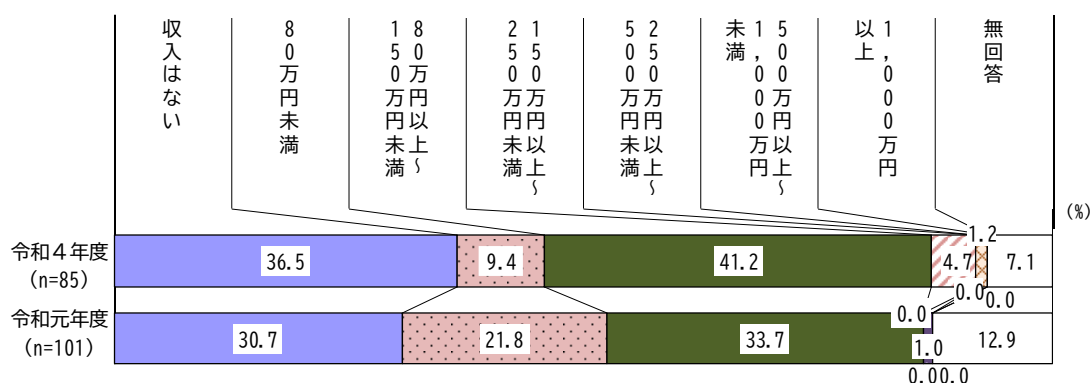 収入はない
80万円未満
80万円以上~
150万円未満
150万円以上~
250万円未満
250万円以上~
500万円未満
500万円以上~
1,000万円
未満
1,000万円
以上
無回答
(%)
令和4年度
(n=85)
36.5
9.4
41.2
0.0
4.7
0.0
1.2
0.0
7.1
令和元年度
(n=101)
30.7
21.8
33.7
1.0
0.0
0.0
12.9